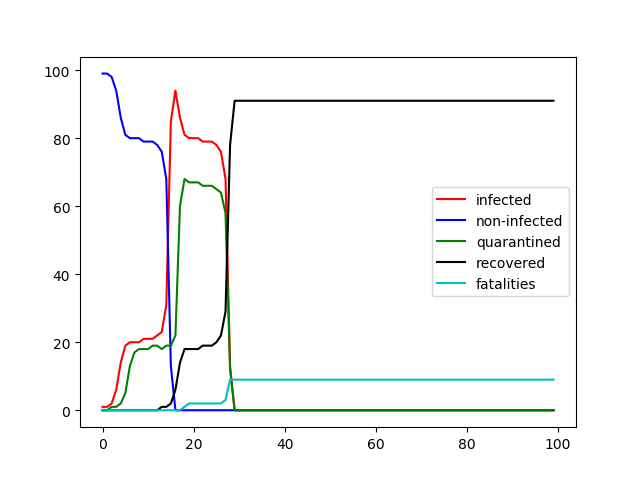 100
80
60
40
20
0
infected
non-infected
quarantined
recovered
fatalities
0 20 40 60 80 100